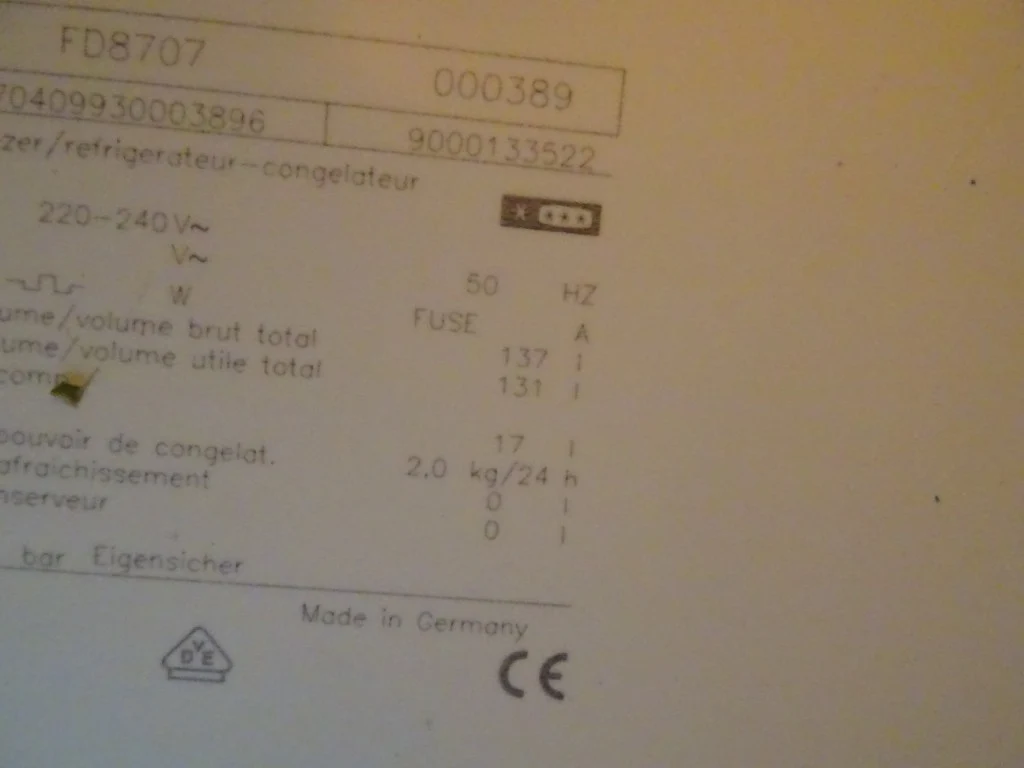 FD8707 000389
70409930003896 9000133522
zer/refrigerateur-congelateur
220-240 V~
V~
50 HZ
W
FUSE A
ume/volume brut total 137 l
ume/volume utile total 131 l
17 l
pouvoir de congelat. 2.0 kg/24 h
afraichissement 0 l
nserveur 0 l
bar Eigensicher
Made in Germany
VDE
CE